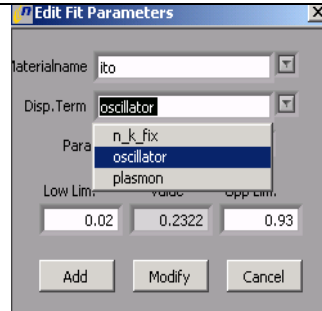 Edit Fit Parameters
Materialname ito
Disp.Term oscillator
n_k_fix
Para
oscillator
plasmon
Low Lim. Value Upp Lim.
0.02 0.2322 0.93
Add Modify Cancel